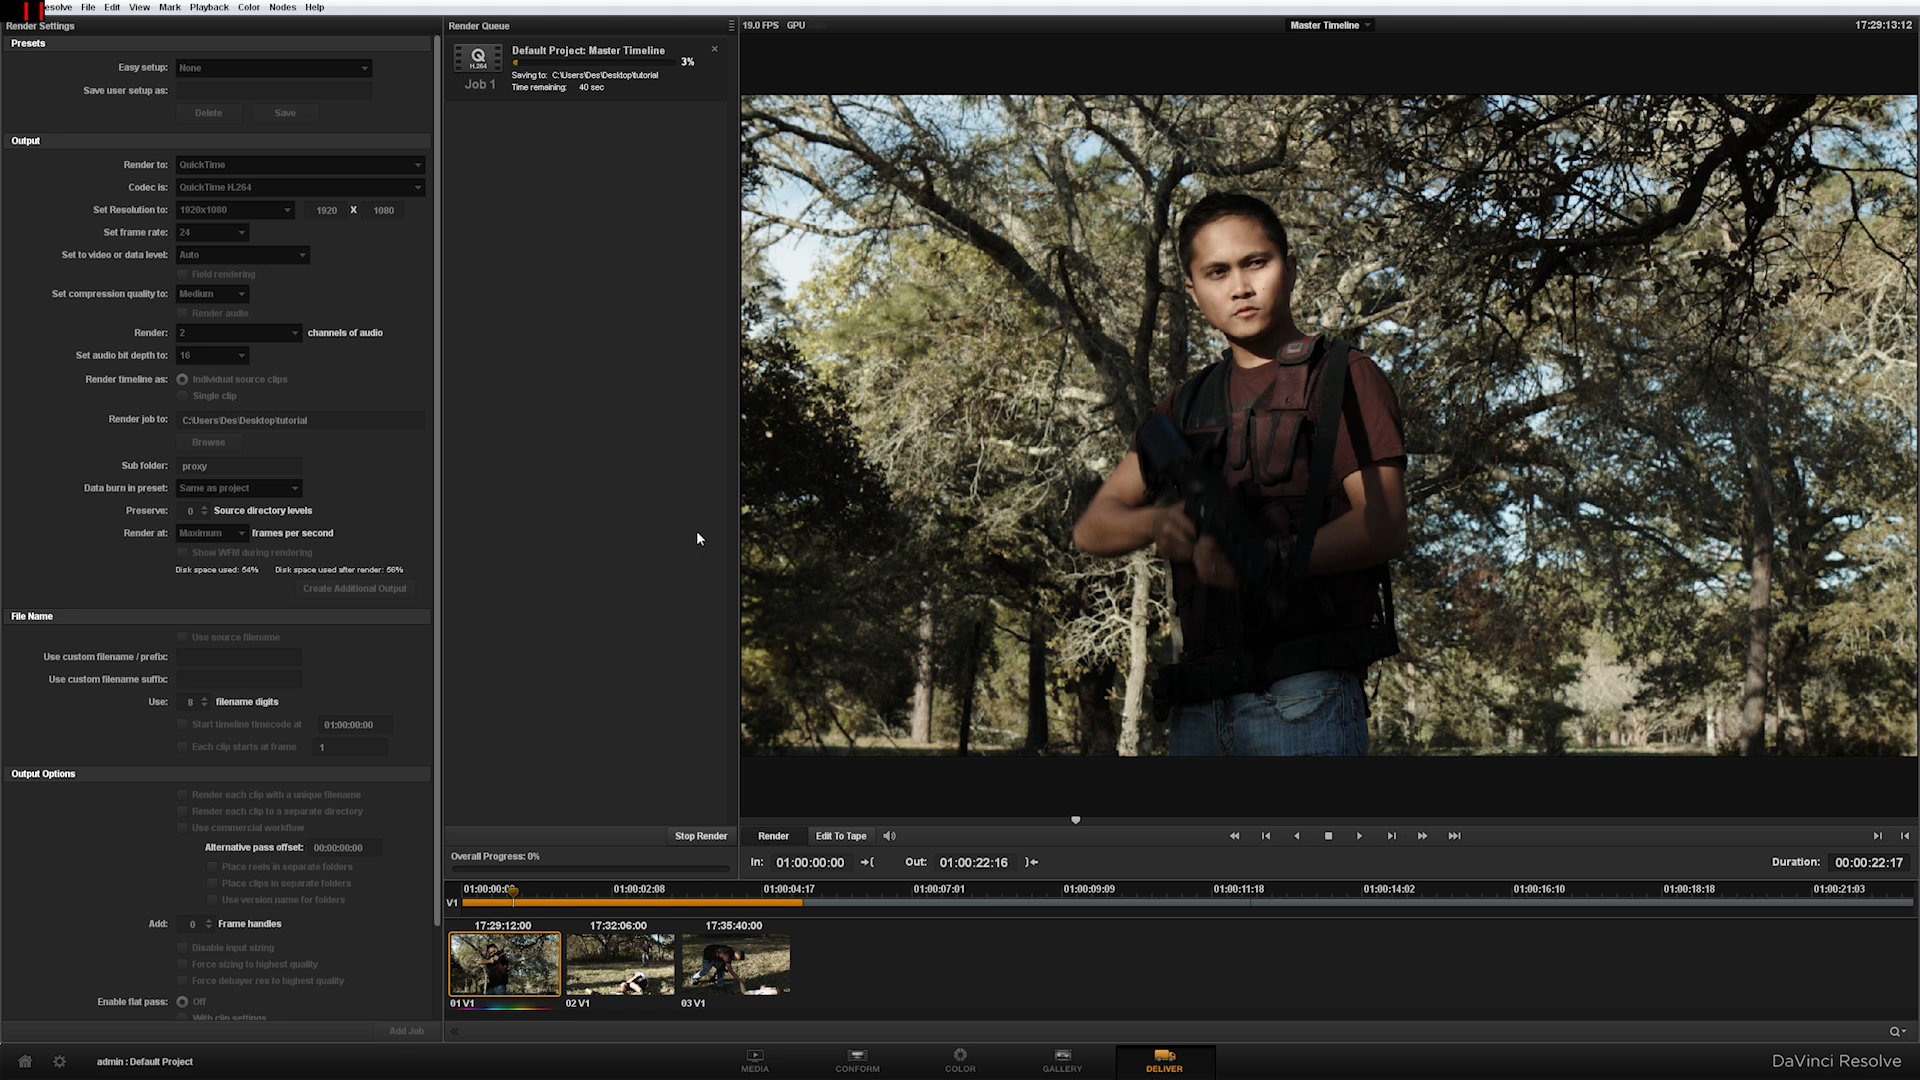 esolve File Edit View Mark Playback Color Nodes Help
Render Settings
Presets
Easy setup: None
Save user setup as:
Delete Save
Output
Render to: QuickTime
Codec is: QuickTime H.264
Set Resolution to: 1920x1080 1920 X 1080
Set frame rate: 24
Set to video or data level: Auto
Field rendering
Set compression quality to: Medium
Render audio
Render: 2 channels of audio
Set audio bit depth to: 16
Render timeline as: Individual source clips
Single clip
Render job to: C:\Users\Des\Desktop\tutorial
Browse
Sub folder: proxy
Data burn in preset: Same as project
Preserve: 0 Source directory levels
Render at: Maximum frames per second
Show WFM during rendering
Disk space used: 54% Disk space used after render: 56%
Create Additional Output
File Name
Use source filename
Use custom filename / prefix:
Use custom filename suffix:
Use: 8 filename digits
Start timeline timecode at 01:00:00:00
Each clip starts at frame 1
Output Options
Render each clip with a unique filename
Render each clip to a separate directory
Use commercial workflow
Alternative pass offset: 00:00:00:00
Place reels in separate folders
Place clips in separate folders
Use version name for folders
Add: 0 Frame handles
Disable input sizing
Force sizing to highest quality
Force debayer res to highest quality
Enable flat pass: Off
With clip settings
Add Job
Render Queue
Q
H.264
Job 1
Default Project: Master Timeline
3%
Saving to: C:\Users\Des\Desktop\tutorial
Time remaining: 40 sec
Stop Render
Overall Progress: 0%
19.0 FPS GPU
Master Timeline
17:29:13:12
Render Edit To Tape
In: 01:00:00:00 Out: 01:00:22:16 Duration: 00:00:22:17
01:00:02:08 01:00:04:17 01:00:07:01 01:00:09:09 01:00:11:18 01:00:14:02 01:00:16:10 01:00:18:18 01:00:21:03
V1
17:29:12:00 17:32:06:00 17:35:40:00
01 V1 02 V1 03 V1
admin : Default Project
MEDIA CONFORM COLOR GALLERY DELIVER
DaVinci Resolve